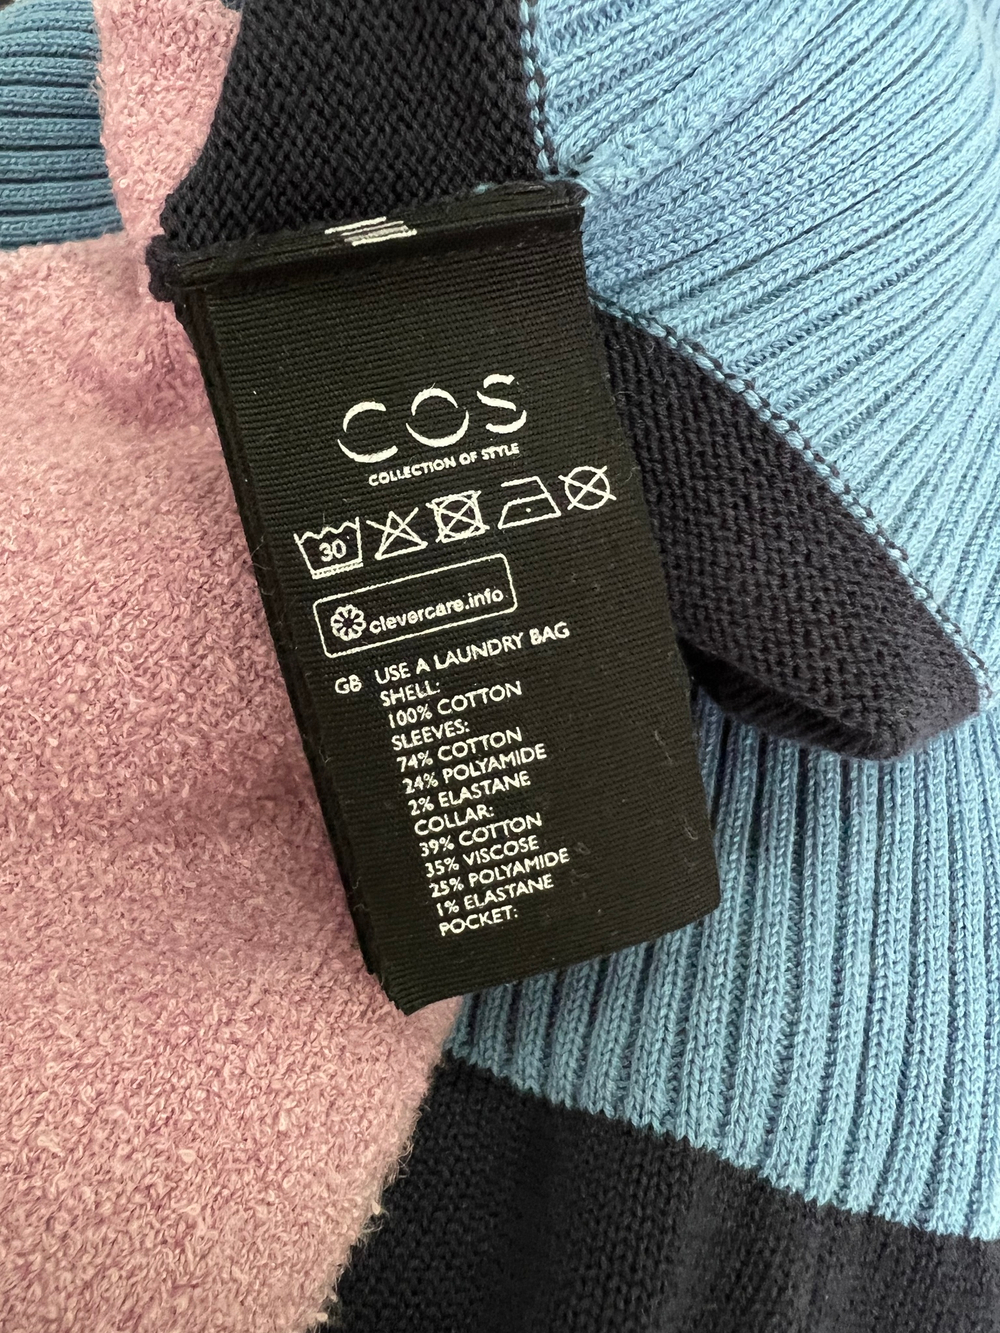 COS
COLLECTION OF STYLE
30
clevercare.info
GB USE A LAUNDRY BAG
SHELL:
100% COTTON
SLEEVES:
74% COTTON
24% POLYAMIDE
2% ELASTANE
COLLAR:
39% COTTON
35% VISCOSE
25% POLYAMIDE
1% ELASTANE
POCKET: